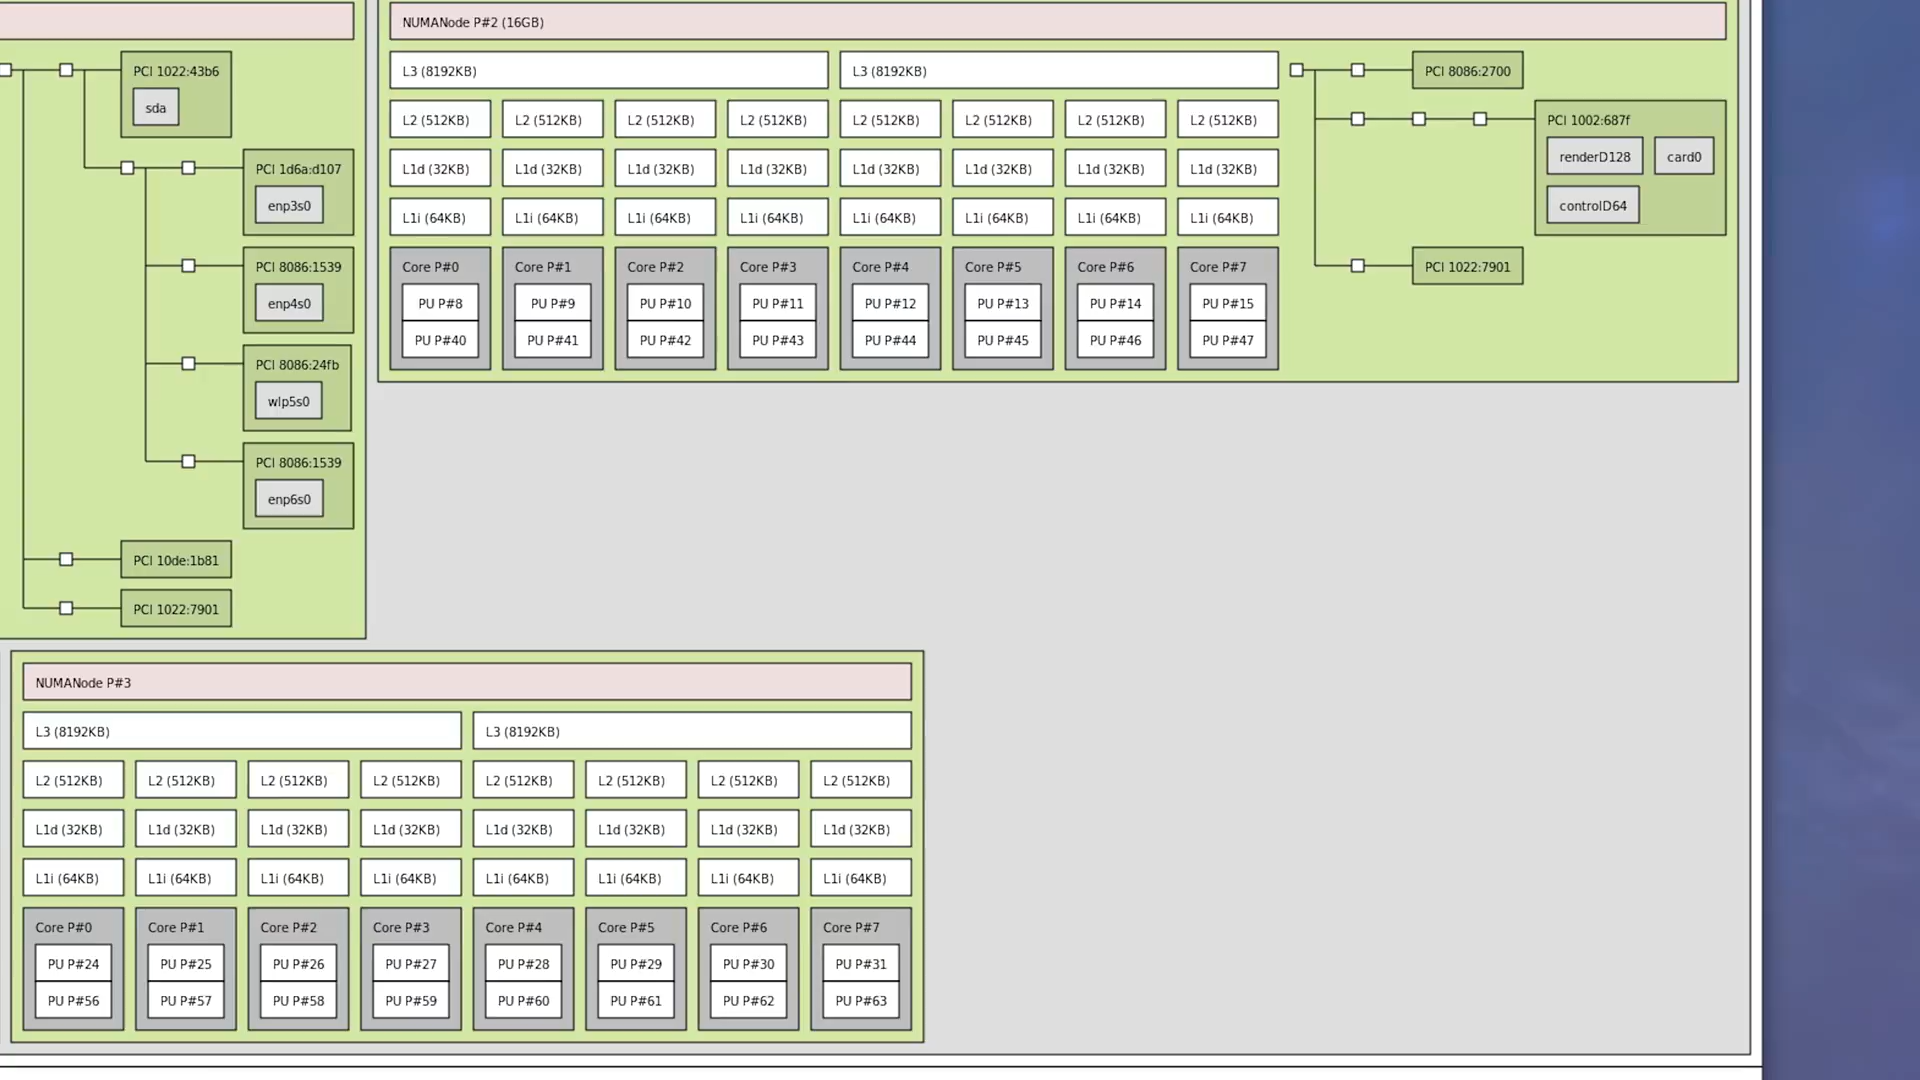 NUMANode P#2 (16GB)
L3 (8192KB) L3 (8192KB)
L2 (512KB) L2 (512KB) L2 (512KB) L2 (512KB) L2 (512KB) L2 (512KB) L2 (512KB) L2 (512KB)
L1d (32KB) L1d (32KB) L1d (32KB) L1d (32KB) L1d (32KB) L1d (32KB) L1d (32KB) L1d (32KB)
L1i (64KB) L1i (64KB) L1i (64KB) L1i (64KB) L1i (64KB) L1i (64KB) L1i (64KB) L1i (64KB)
Core P#0 Core P#1 Core P#2 Core P#3 Core P#4 Core P#5 Core P#6 Core P#7
PU P#8 PU P#9 PU P#10 PU P#11 PU P#12 PU P#13 PU P#14 PU P#15
PU P#40 PU P#41 PU P#42 PU P#43 PU P#44 PU P#45 PU P#46 PU P#47
PCI 8086:2700
PCI 1002:687f
renderD128 card0
controlD64
PCI 1022:7901
PCI 1022:43b6
sda
PCI 1d6a:d107
enp3s0
PCI 8086:1539
enp4s0
PCI 8086:24fb
wlp5s0
PCI 8086:1539
enp6s0
PCI 10de:1b81
PCI 1022:7901
NUMANode P#3
L3 (8192KB) L3 (8192KB)
L2 (512KB) L2 (512KB) L2 (512KB) L2 (512KB) L2 (512KB) L2 (512KB) L2 (512KB) L2 (512KB)
L1d (32KB) L1d (32KB) L1d (32KB) L1d (32KB) L1d (32KB) L1d (32KB) L1d (32KB) L1d (32KB)
L1i (64KB) L1i (64KB) L1i (64KB) L1i (64KB) L1i (64KB) L1i (64KB) L1i (64KB) L1i (64KB)
Core P#0 Core P#1 Core P#2 Core P#3 Core P#4 Core P#5 Core P#6 Core P#7
PU P#24 PU P#25 PU P#26 PU P#27 PU P#28 PU P#29 PU P#30 PU P#31
PU P#56 PU P#57 PU P#58 PU P#59 PU P#60 PU P#61 PU P#62 PU P#63